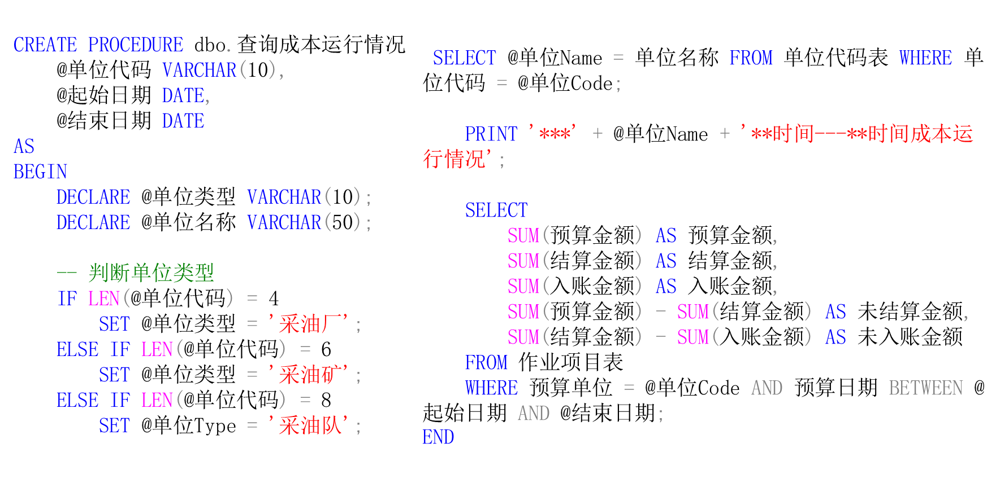 CREATE PROCEDURE dbo.查询成本运行情况
@单位代码 VARCHAR(10),
@起始日期 DATE,
@结束日期 DATE
AS
BEGIN
DECLARE @单位类型 VARCHAR(10);
DECLARE @单位名称 VARCHAR(50);
-- 判断单位类型
IF LEN(@单位代码) = 4
SET @单位类型 = '采油厂';
ELSE IF LEN(@单位代码) = 6
SET @单位类型 = '采油矿';
ELSE IF LEN(@单位代码) = 8
SET @单位Type = '采油队';
SELECT @单位Name = 单位名称 FROM 单位代码表 WHERE 单
位代码 = @单位Code;
PRINT '***' + @单位Name + '**时间---**时间成本运
行情况';
SELECT
SUM(预算金额) AS 预算金额,
SUM(结算金额) AS 结算金额,
SUM(入账金额) AS 入账金额,
SUM(预算金额) - SUM(结算金额) AS 未结算金额,
SUM(结算金额) - SUM(入账金额) AS 未入账金额
FROM 作业项目表
WHERE 预算单位 = @单位Code AND 预算日期 BETWEEN @
起始日期 AND @结束日期;
END